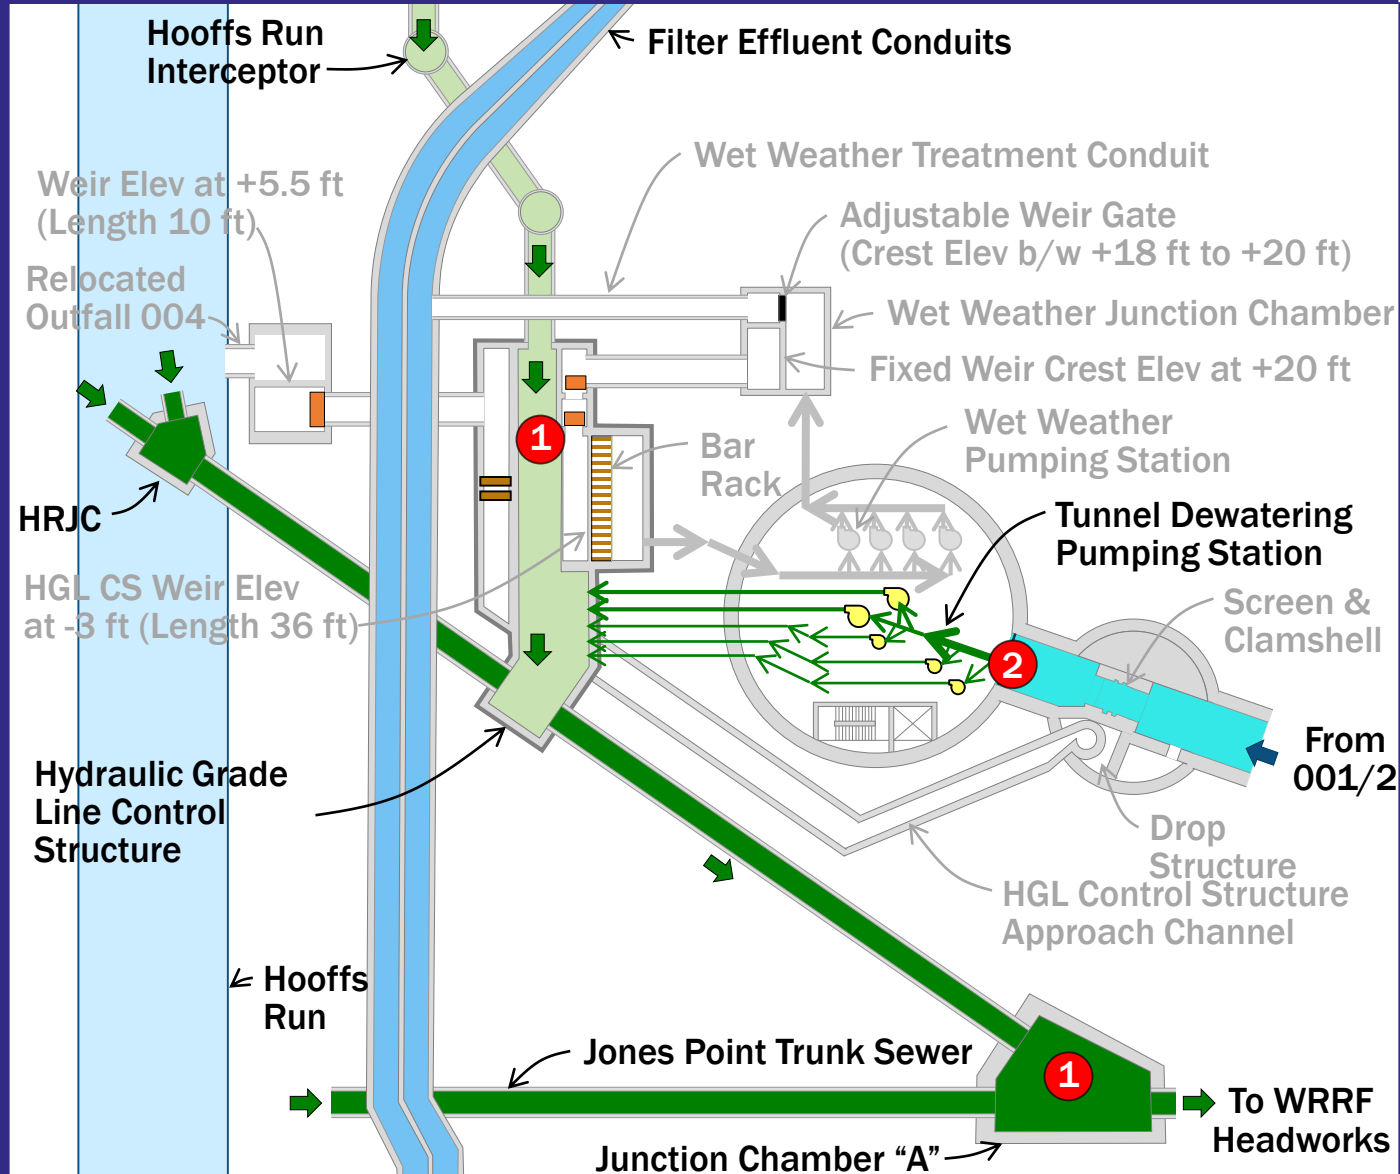 Hooffs Run
Interceptor
Filter Effluent Conduits
Wet Weather Treatment Conduit
Weir Elev at +5.5 ft
(Length 10 ft)
Adjustable Weir Gate
(Crest Elev b/w +18 ft to +20 ft)
Relocated
Outfall 004
Wet Weather Junction Chamber
Fixed Weir Crest Elev at +20 ft
1
Bar
Rack
Wet Weather
Pumping Station
HRJC
Tunnel Dewatering
Pumping Station
HGL CS Weir Elev
at -3 ft (Length 36 ft)
Screen &
Clamshell
2
From
001/2
Hydraulic Grade
Line Control
Structure
Drop
Structure
HGL Control Structure
Approach Channel
Hooffs
Run
Jones Point Trunk Sewer
1
To WRRF
Headworks
Junction Chamber “A”